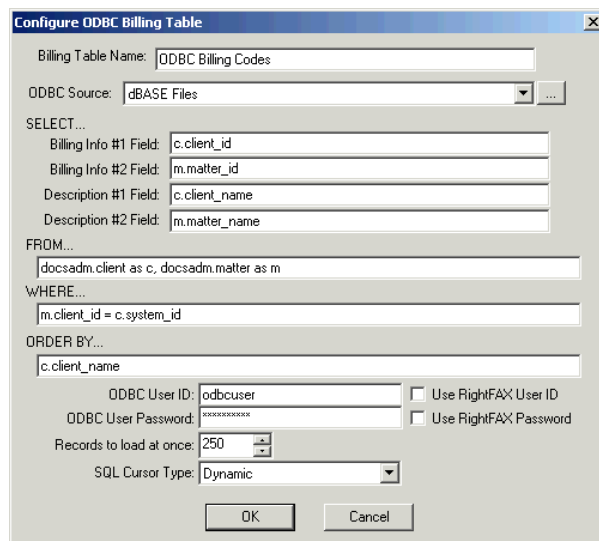 Configure ODBC Billing Table
Billing Table Name: ODBC Billing Codes
ODBC Source: dBASE Files ...
SELECT...
Billing Info #1 Field: c.client_id
Billing Info #2 Field: m.matter_id
Description #1 Field: c.client_name
Description #2 Field: m.matter_name
FROM...
docsadm.client as c, docsadm.matter as m
WHERE...
m.client_id = c.system_id
ORDER BY...
c.client_name
ODBC User ID: odbcuser Use RightFAX User ID
ODBC User Password: ********** Use RightFAX Password
Records to load at once: 250
SQL Cursor Type: Dynamic
OK Cancel